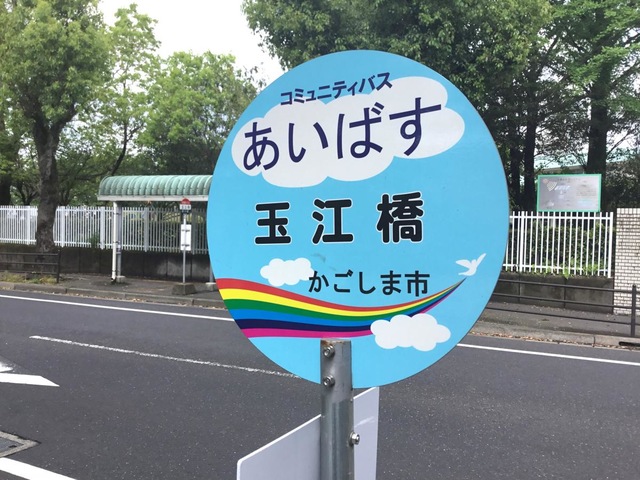 コミュニティバス
あいばす
玉江橋
かごしま市